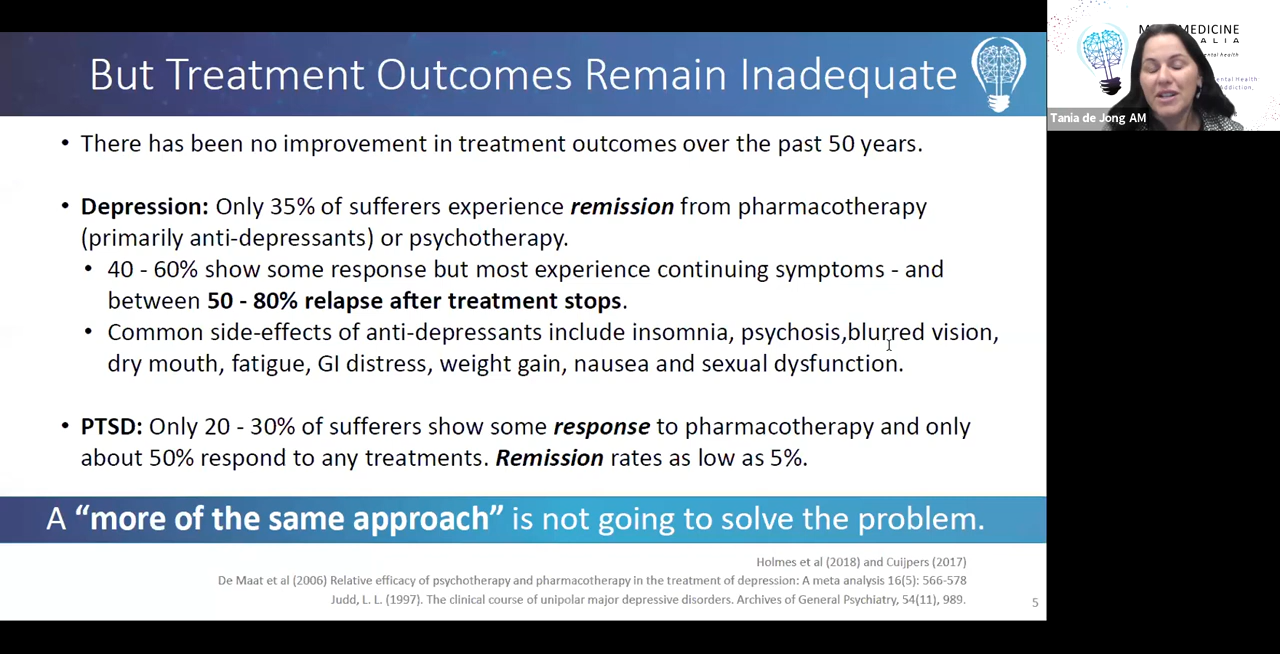 But Treatment Outcomes Remain Inadequate
• There has been no improvement in treatment outcomes over the past 50 years.
• Depression: Only 35% of sufferers experience remission from pharmacotherapy
(primarily anti-depressants) or psychotherapy.
• 40 - 60% show some response but most experience continuing symptoms - and
between 50 - 80% relapse after treatment stops.
• Common side-effects of anti-depressants include insomnia, psychosis,blurred vision,
dry mouth, fatigue, GI distress, weight gain, nausea and sexual dysfunction.
• PTSD: Only 20 - 30% of sufferers show some response to pharmacotherapy and only
about 50% respond to any treatments. Remission rates as low as 5%.
A “more of the same approach” is not going to solve the problem.
Holmes et al (2018) and Cuijpers (2017)
De Maat et al (2006) Relative efficacy of psychotherapy and pharmacotherapy in the treatment of depression: A meta analysis 16(5): 566-578
Judd, L. L. (1997). The clinical course of unipolar major depressive disorders. Archives of General Psychiatry, 54(11), 989.
5
MEDICINE
Health
Tania de Jong AM